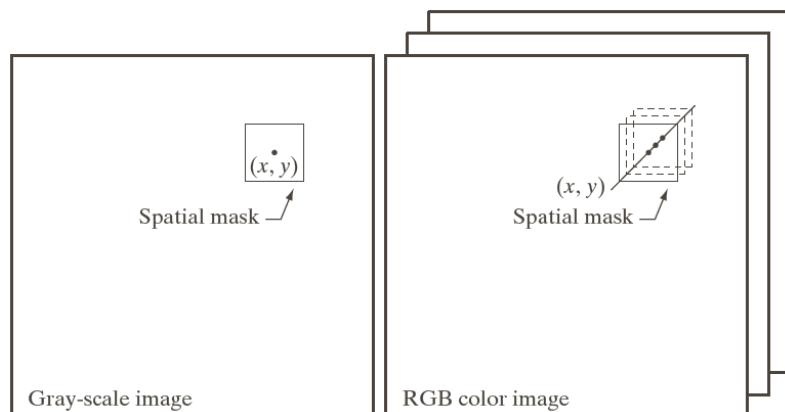 (x, y)
Spatial mask
Gray-scale image
(x, y)
Spatial mask
RGB color image